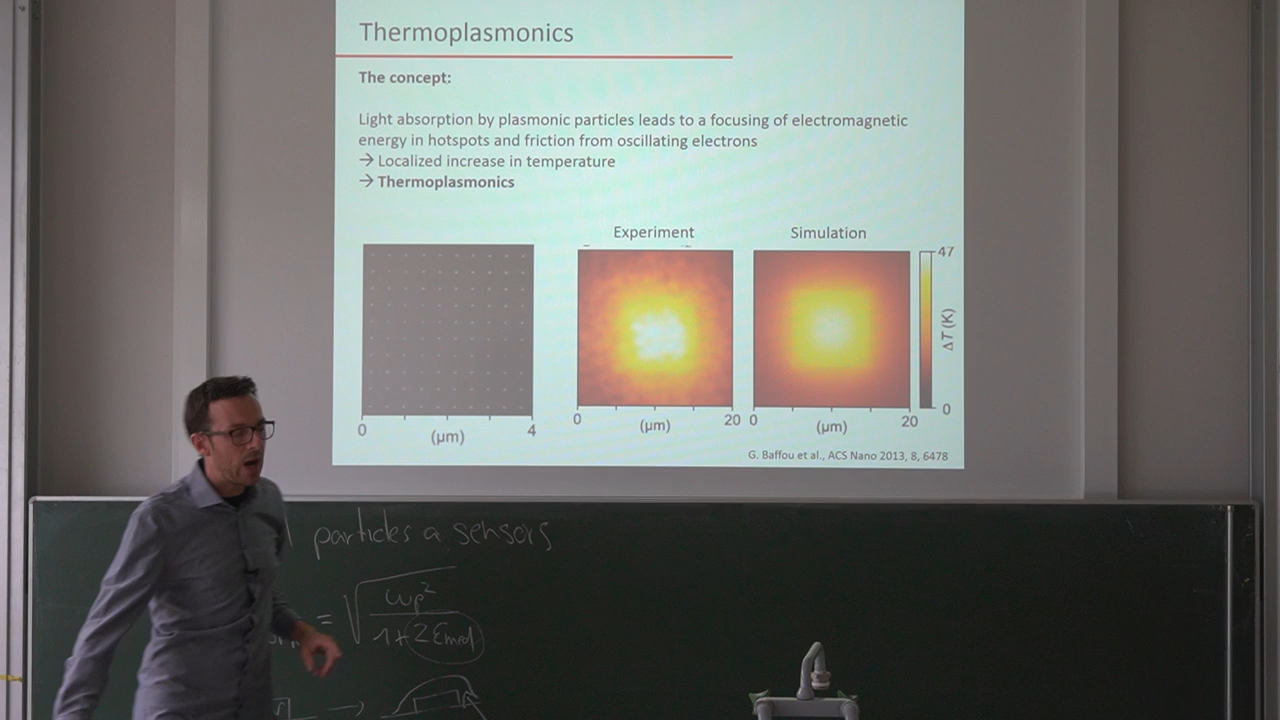 Thermoplasmonics
The concept:
Light absorption by plasmonic particles leads to a focusing of electromagnetic
energy in hotspots and friction from oscillating electrons
→ Localized increase in temperature
→ Thermoplasmonics
Experiment
Simulation
47
ΔT (K)
0
0 (μm) 4
0 (μm) 20
0 (μm) 20
G. Baffou et al., ACS Nano 2013, 8, 6478
particles a sensors
= √
ωp²
1+2εmed
→